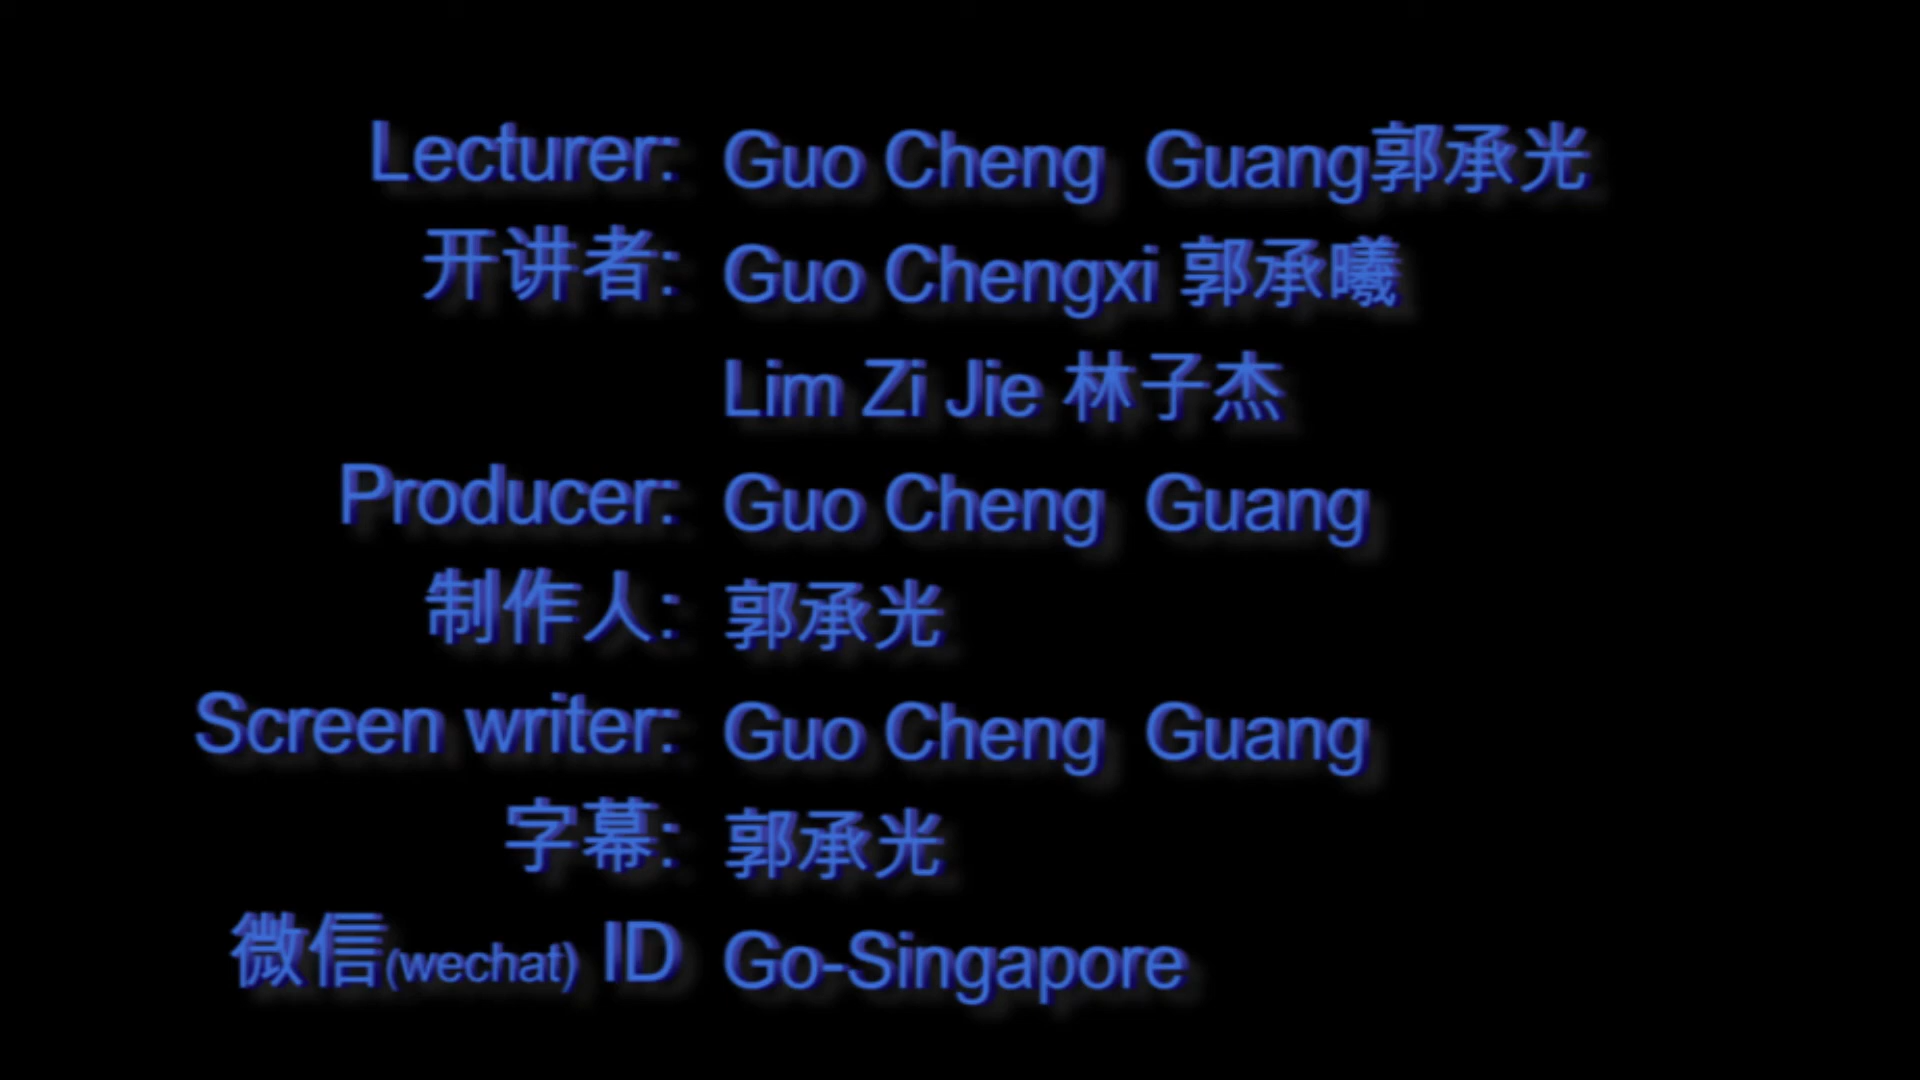 Lecturer: Guo Cheng  Guang郭承光
开讲者: Guo Chengxi 郭承曦
Lim Zi Jie 林子杰
Producer: Guo Cheng  Guang
制作人: 郭承光
Screen writer: Guo Cheng  Guang
字幕: 郭承光
微信(wechat) ID Go-Singapore